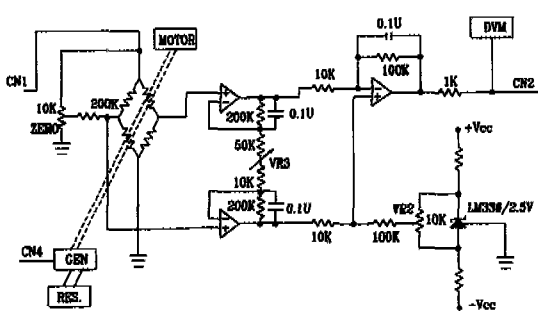 0.1U
DVM
MOTOR
100K
CN1
10K
1K
CN2
10K
200K
200K
0.1U
ZERO
50K
+Vcc
VR3
10K
VR2
LM336/2.5V
200K
0.1U
10K
CN4
GEN
10K
100K
RES.
-Vcc